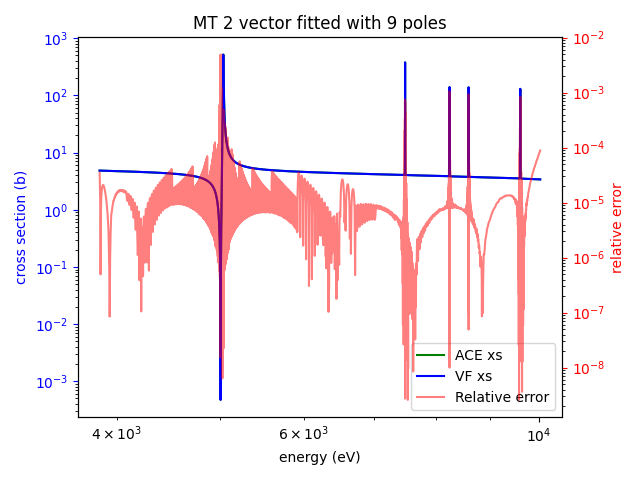 MT 2 vector fitted with 9 poles
10³
10²
10¹
10⁰
10⁻¹
10⁻²
10⁻³
cross section (b)
10⁻²
10⁻³
10⁻⁴
10⁻⁵
10⁻⁶
10⁻⁷
10⁻⁸
relative error
ACE xs
VF xs
Relative error
4 × 10³
6 × 10³
10⁴
energy (eV)